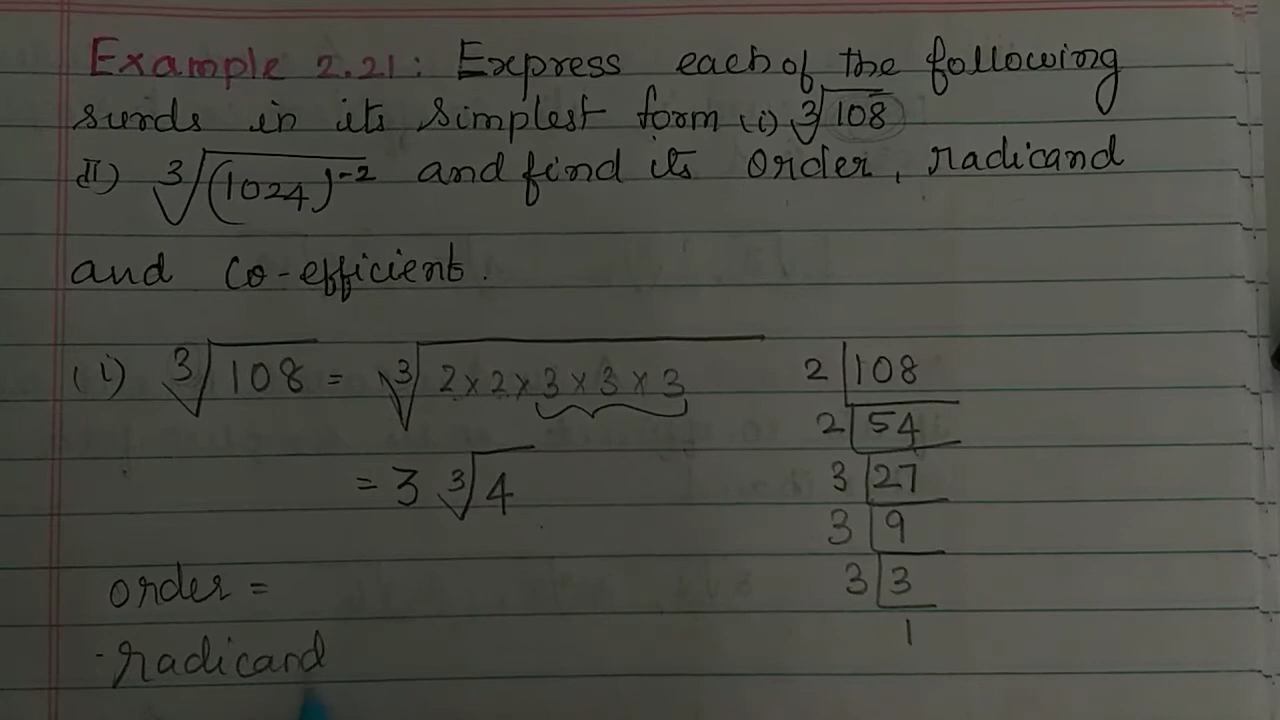 Example 2.21: Express each of the following
surds in its simplest form (i) ∛108
II) ∛(1024)⁻² and find its order, radicand
and co-efficient.
(i) ∛108 = ∛2×2×3×3×3
= 3 ∛4
order =
radicand
2 108
2 54
3 27
3 9
3 3
1